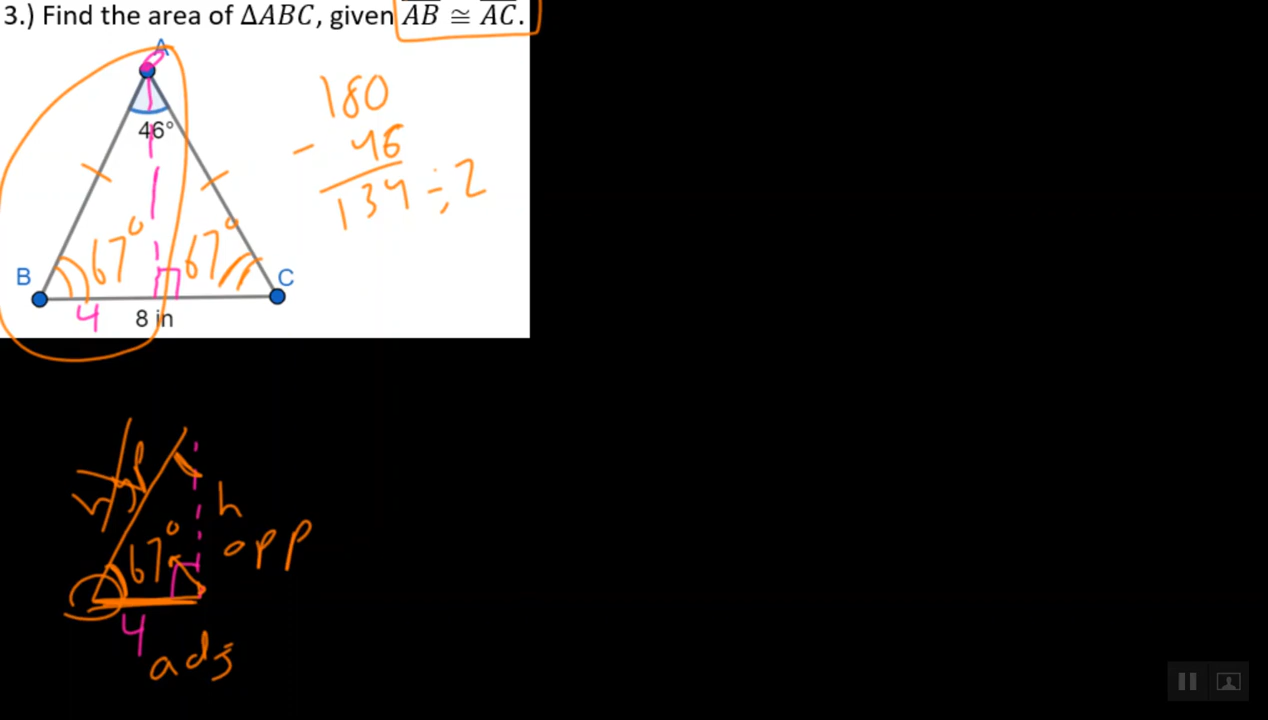 3.) Find the area of ΔABC, given AB ≅ AC.
A
180
46°
- 46
134 ÷ 2
67°
67°
B
C
4
8 in
hyp
h
67°
opp
4
adj